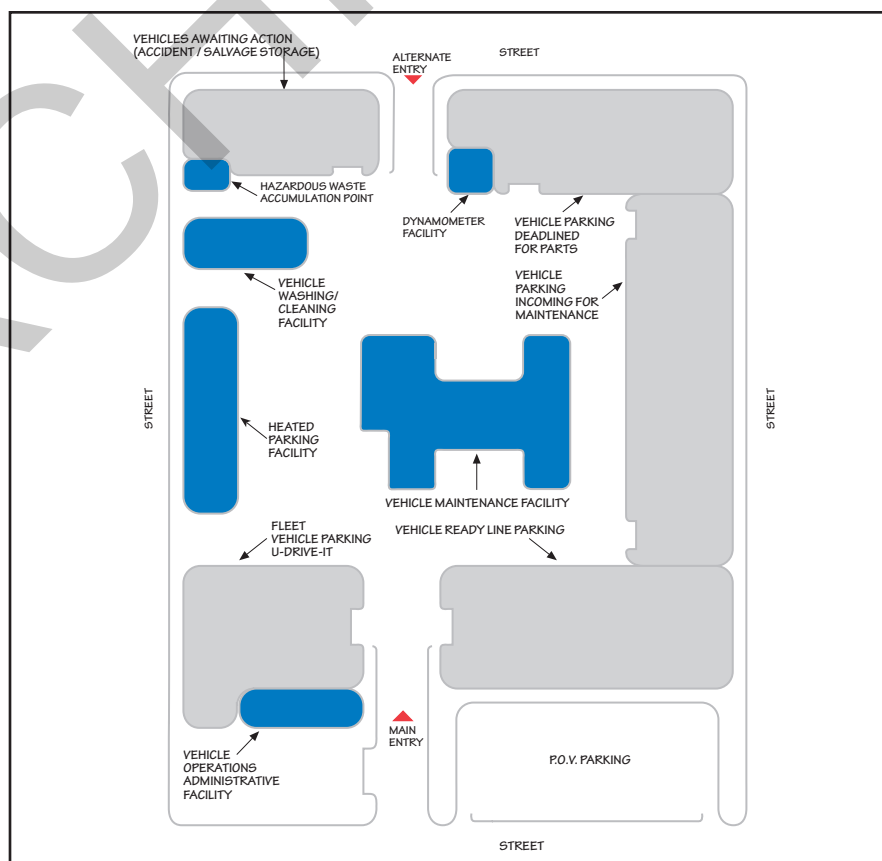 VEHICLES AWAITING ACTION
(ACCIDENT / SALVAGE STORAGE)
ALTERNATE
ENTRY
STREET
HAZARDOUS WASTE
ACCUMULATION POINT
DYNAMOMETER
FACILITY
VEHICLE PARKING
DEADLINED
FOR PARTS
VEHICLE
WASHING/
CLEANING
FACILITY
VEHICLE
PARKING
INCOMING FOR
MAINTENANCE
STREET
HEATED
PARKING
FACILITY
STREET
VEHICLE MAINTENANCE FACILITY
FLEET
VEHICLE PARKING
U-DRIVE-IT
VEHICLE READY LINE PARKING
MAIN
ENTRY
VEHICLE
OPERATIONS
ADMINISTRATIVE
FACILITY
P.O.V. PARKING
STREET